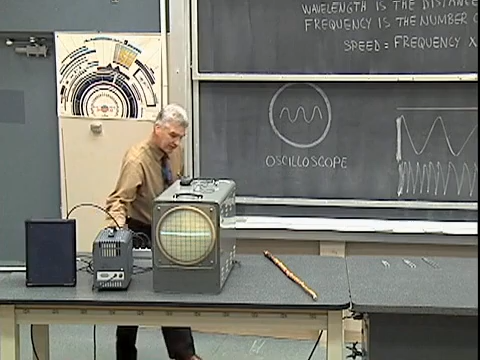 WAVELENGTH IS THE DISTANCE
FREQUENCY IS THE NUMBER
SPEED = FREQUENCY X
OSCILLOSCOPE